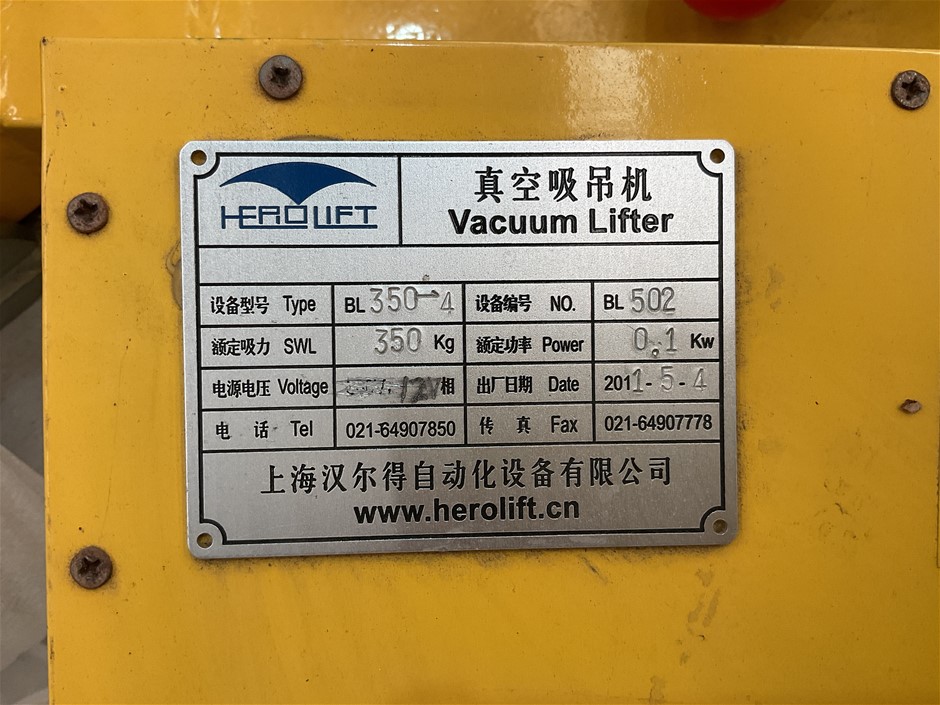 HEROLIFT
真空吸吊机
Vacuum Lifter
设备型号 Type BL 350-4 设备编号 NO. BL 502
额定吸力 SWL 350 Kg 额定功率 Power 0.1 Kw
电源电压 Voltage 12V 相 出厂日期 Date 2011-5-4
电话 Tel 021-64907850 传真 Fax 021-64907778
上海汉尔得自动化设备有限公司
www.herolift.cn